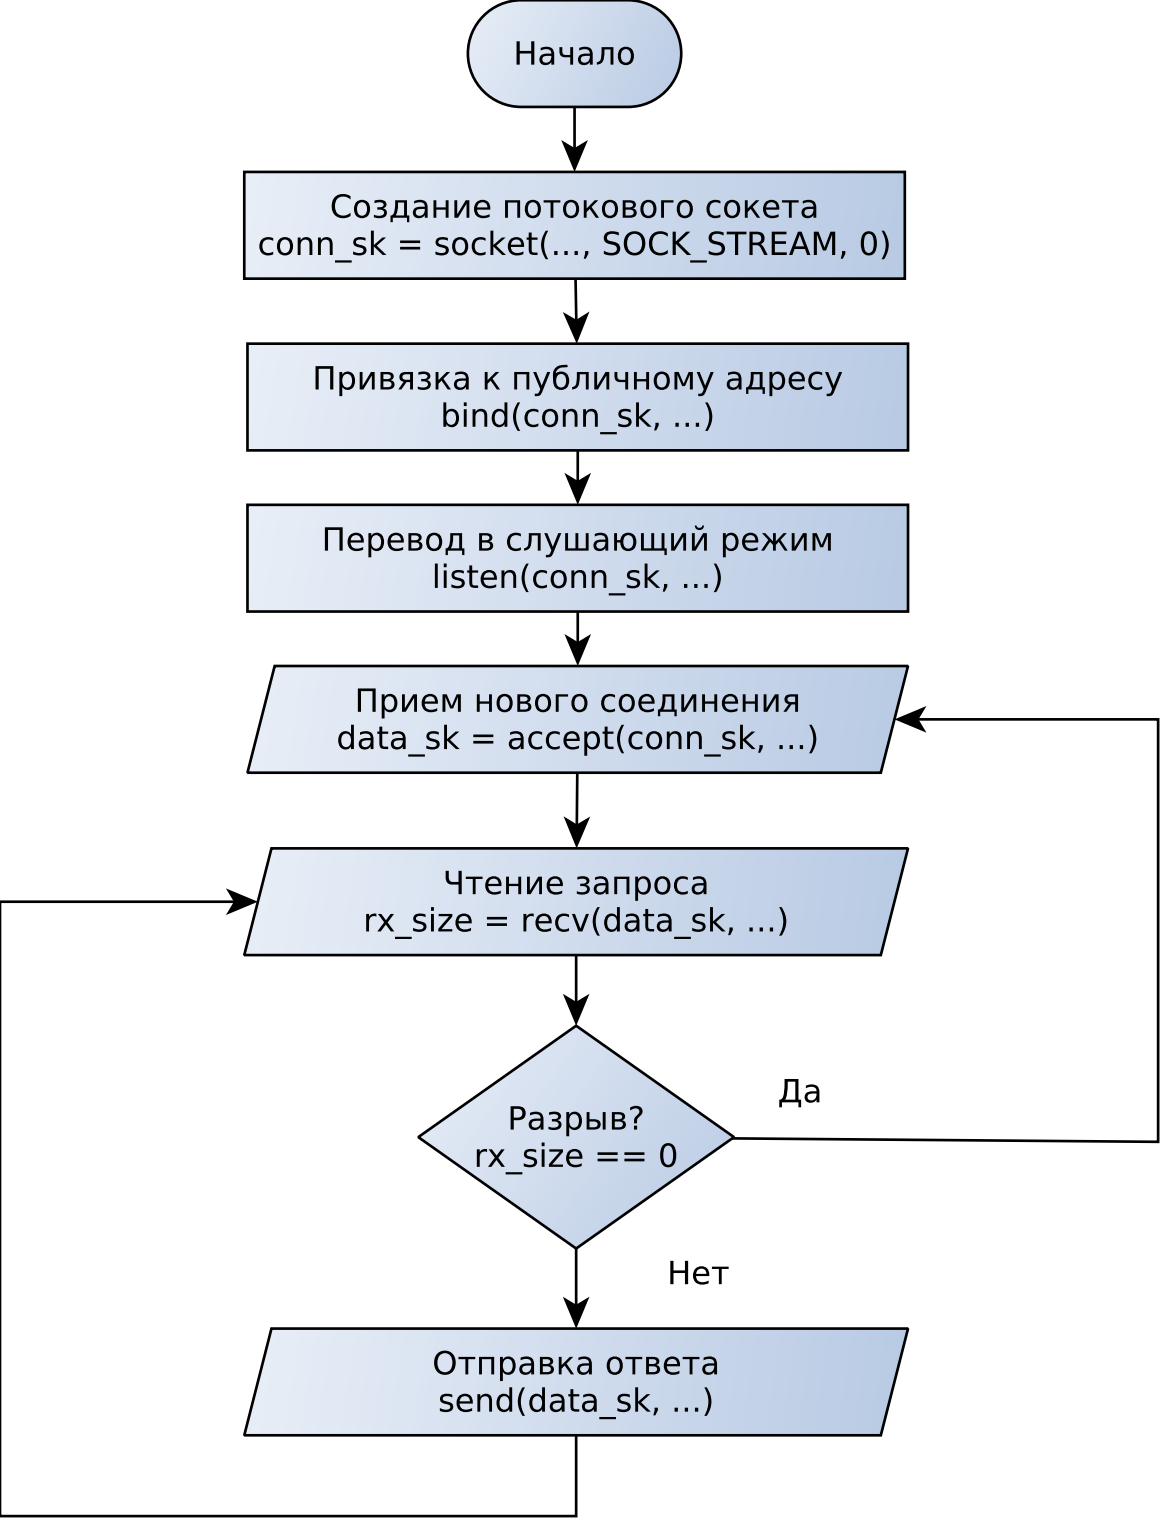 Начало
Создание потокового сокета
conn_sk = socket(..., SOCK_STREAM, 0)
Привязка к публичному адресу
bind(conn_sk, ...)
Перевод в слушающий режим
listen(conn_sk, ...)
Прием нового соединения
data_sk = accept(conn_sk, ...)
Чтение запроса
rx_size = recv(data_sk, ...)
Разрыв?
rx_size == 0
Да
Нет
Отправка ответа
send(data_sk, ...)